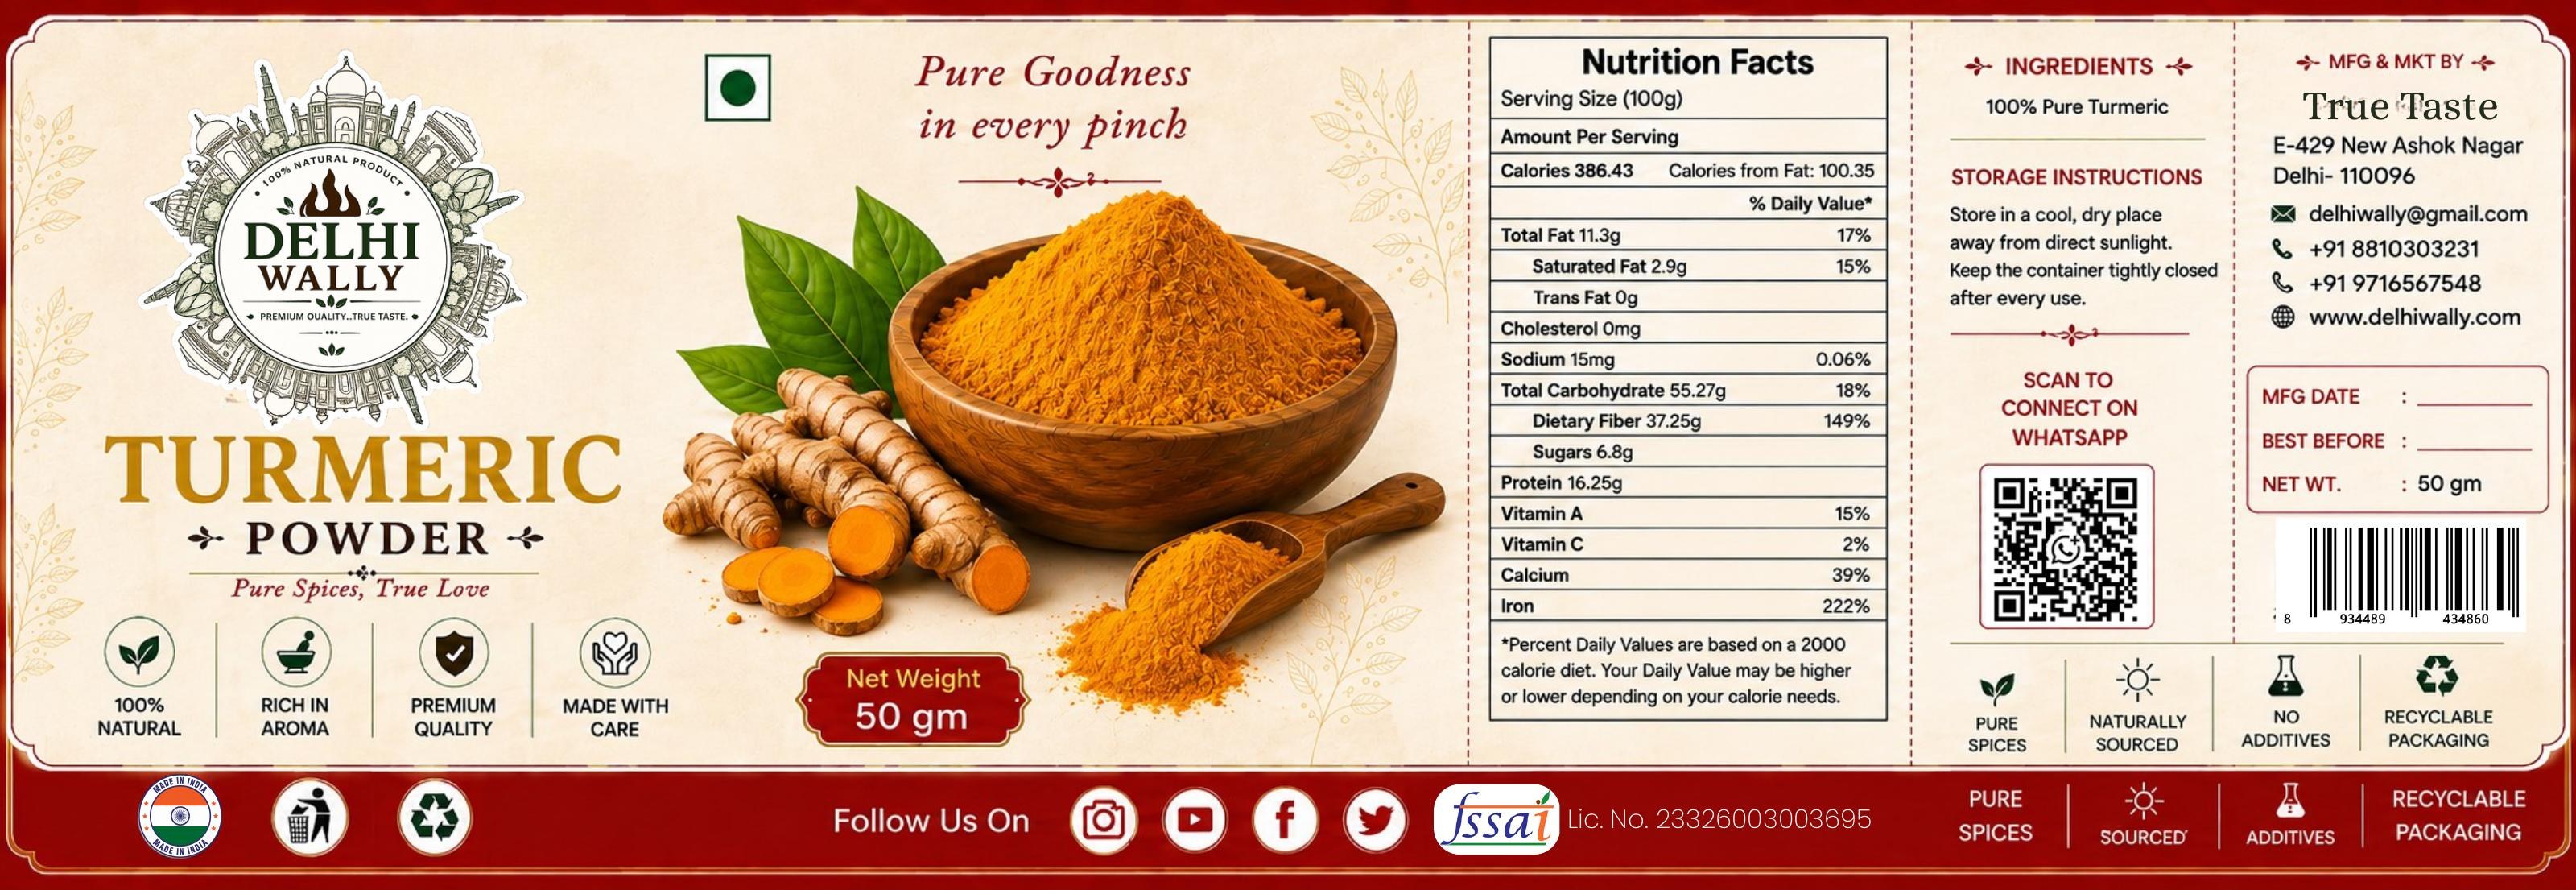 100% NATURAL PRODUCT
DELHI
WALLY
PREMIUM QUALITY..TRUE TASTE.
TURMERIC
POWDER
Pure Spices, True Love
100%
NATURAL
RICH IN
AROMA
PREMIUM
QUALITY
MADE WITH
CARE
Pure Goodness
in every pinch
Net Weight
50 gm
Nutrition Facts
Serving Size (100g)
Amount Per Serving
Calories 386.43 Calories from Fat: 100.35
% Daily Value*
Total Fat 11.3g 17%
Saturated Fat 2.9g 15%
Trans Fat 0g
Cholesterol 0mg
Sodium 15mg 0.06%
Total Carbohydrate 55.27g 18%
Dietary Fiber 37.25g 149%
Sugars 6.8g
Protein 16.25g
Vitamin A 15%
Vitamin C 2%
Calcium 39%
Iron 222%
*Percent Daily Values are based on a 2000
calorie diet. Your Daily Value may be higher
or lower depending on your calorie needs.
INGREDIENTS
100% Pure Turmeric
STORAGE INSTRUCTIONS
Store in a cool, dry place
away from direct sunlight.
Keep the container tightly closed
after every use.
SCAN TO
CONNECT ON
WHATSAPP
MFG & MKT BY
True Taste
E-429 New Ashok Nagar
Delhi- 110096
delhiwally@gmail.com
+91 8810303231
+91 9716567548
www.delhiwally.com
MFG DATE :
BEST BEFORE :
NET WT. : 50 gm
8 934489 434860
PURE
SPICES
NATURALLY
SOURCED
NO
ADDITIVES
RECYCLABLE
PACKAGING
MADE IN INDIA
MADE IN INDIA
Follow Us On
fssai Lic. No. 23326003003695
PURE
SPICES
SOURCED
ADDITIVES
RECYCLABLE
PACKAGING